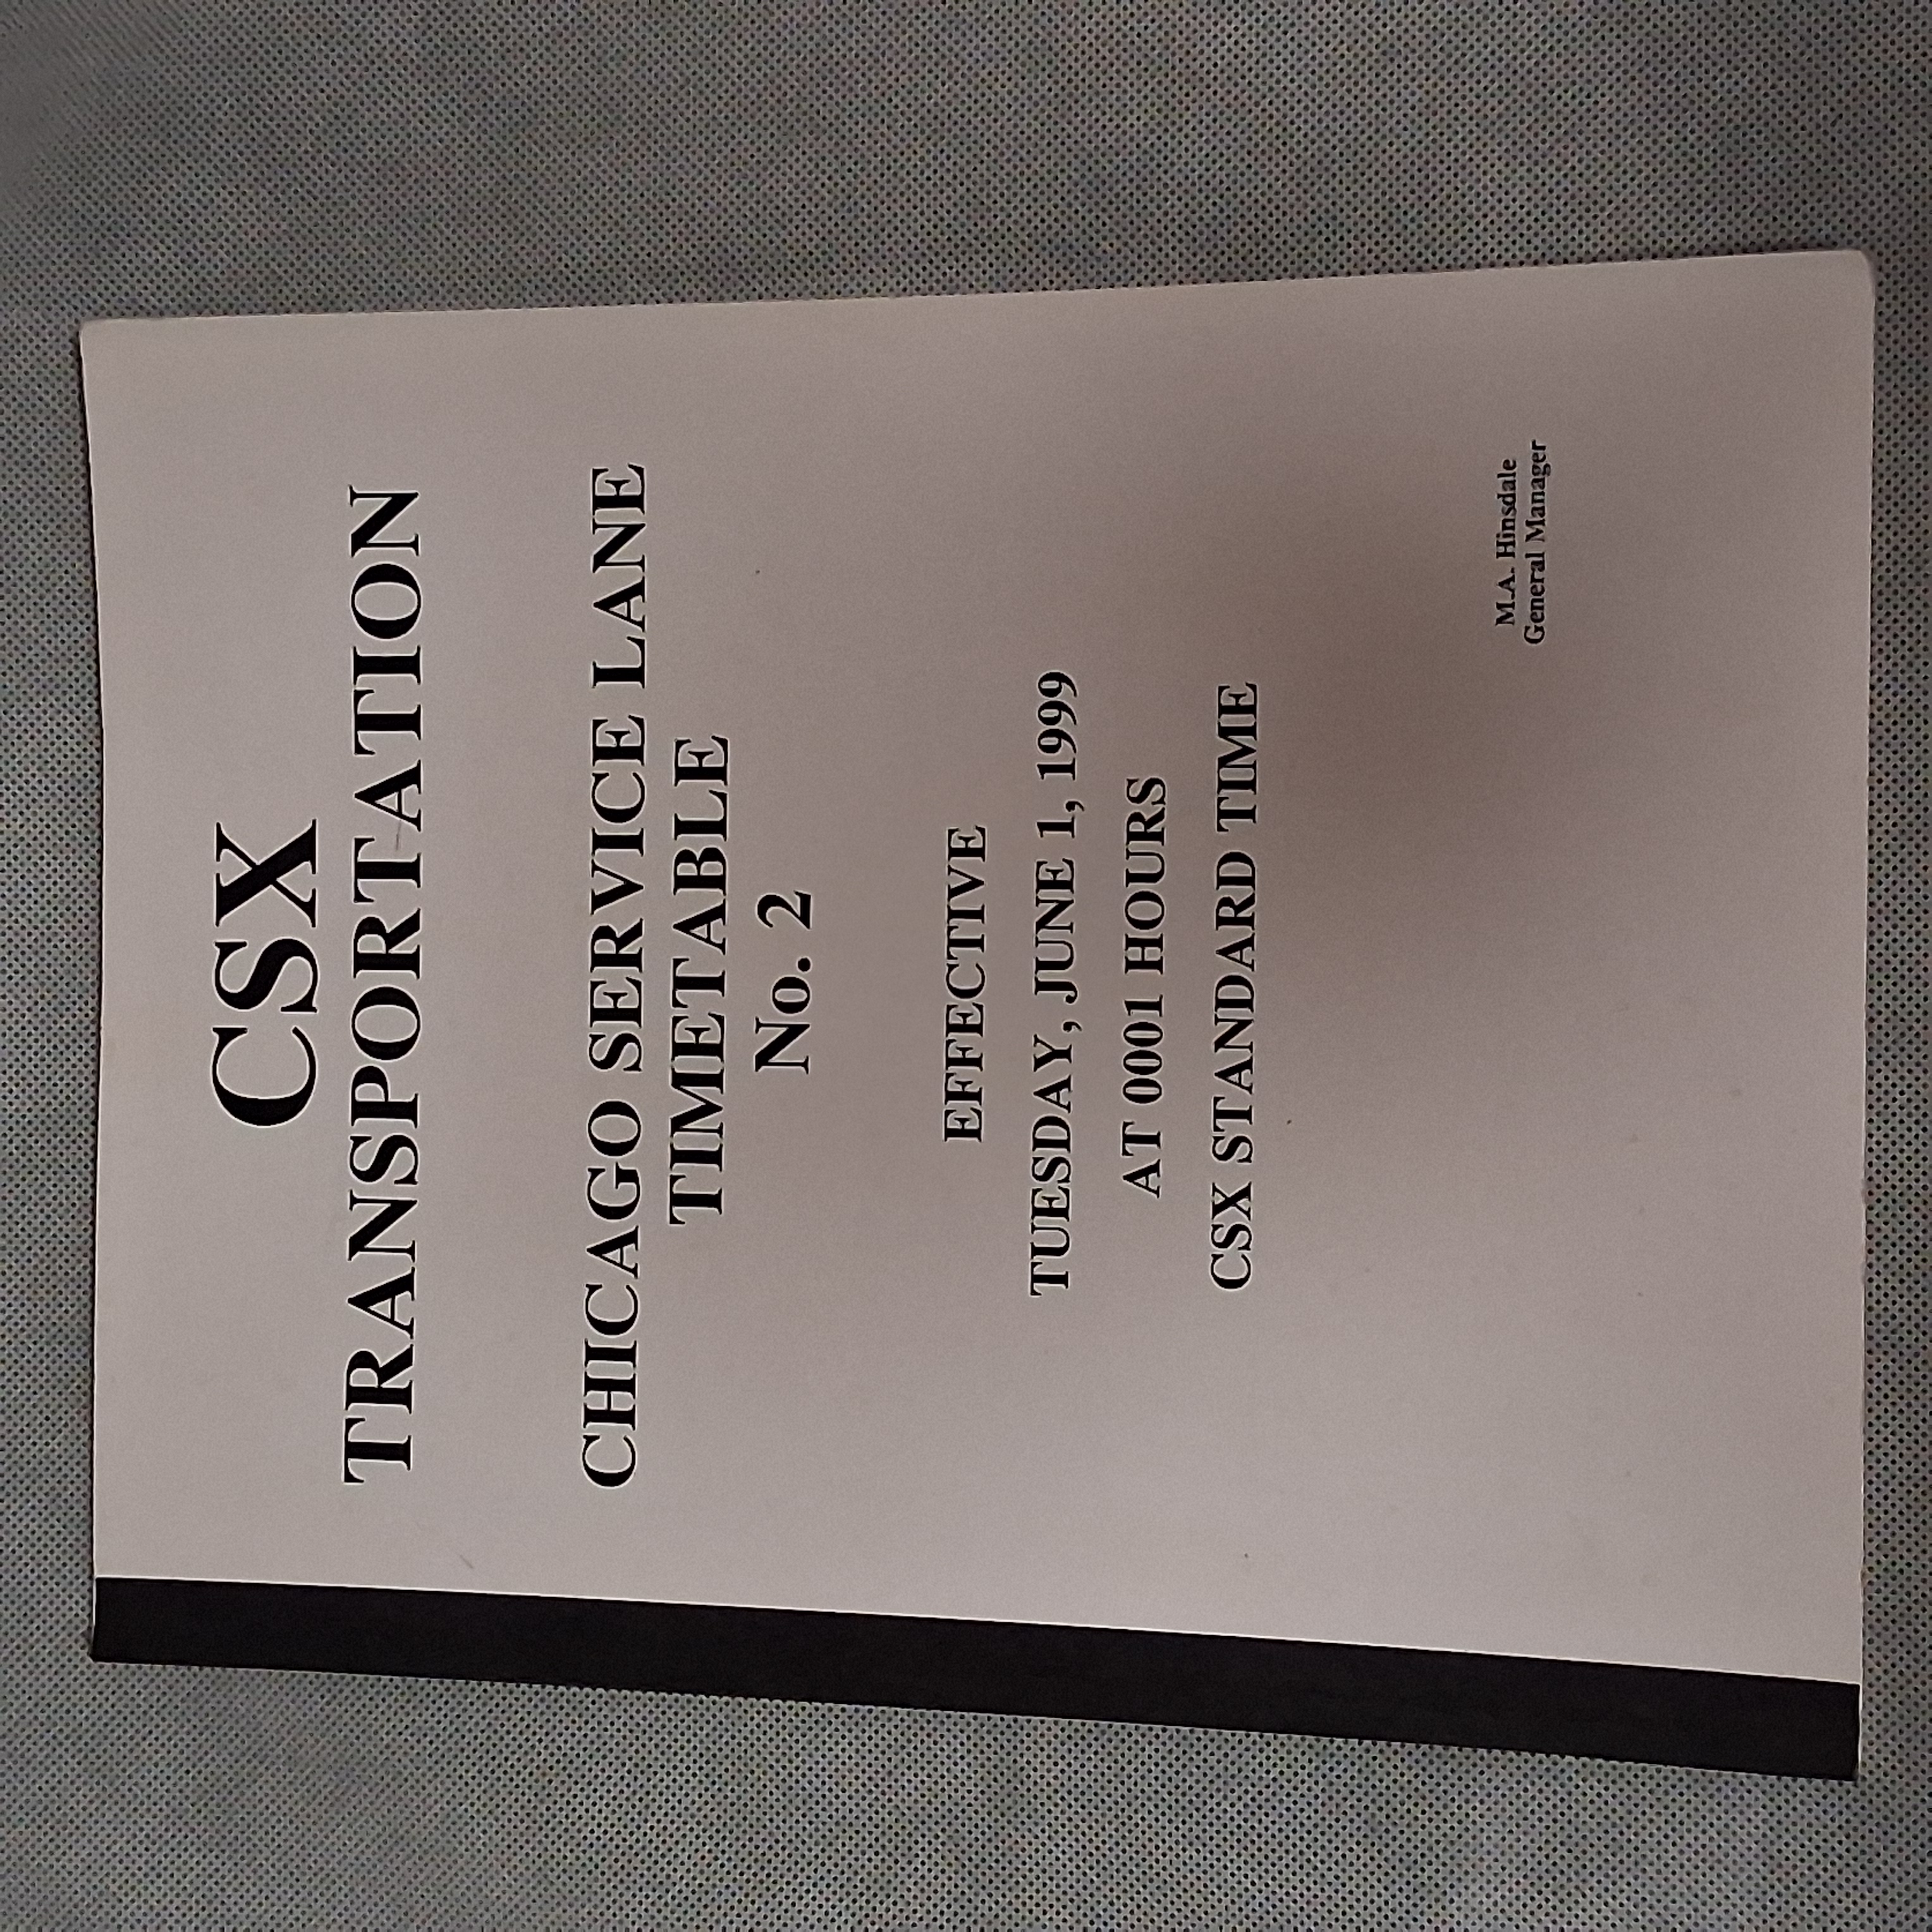 CSX
TRANSPORTATION
CHICAGO SERVICE LANE
TIMETABLE
No. 2
EFFECTIVE
TUESDAY, JUNE 1, 1999
AT 0001 HOURS
CSX STANDARD TIME
M.A. Hinsdale
General Manager